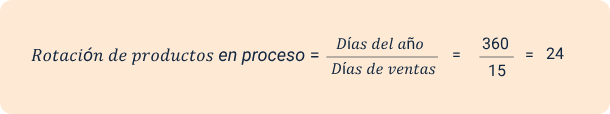 Rotación de productos en proceso = Días del año / Días de ventas = 360 / 15 = 24